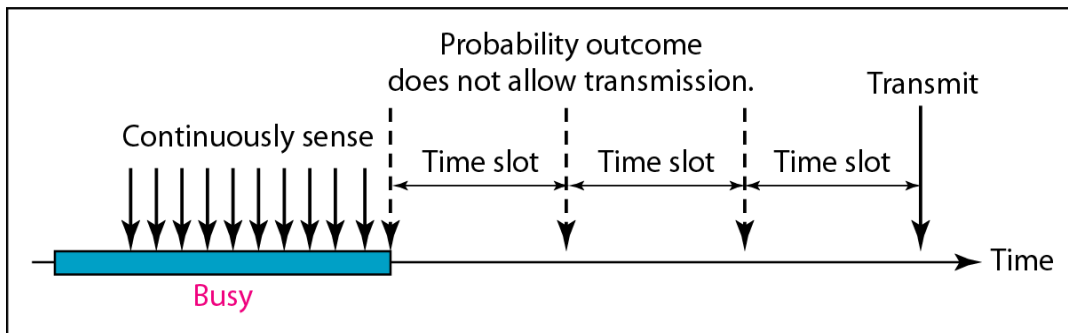 Probability outcome
does not allow transmission.
Transmit
Continuously sense
Time slot
Time slot
Time slot
Time
Busy